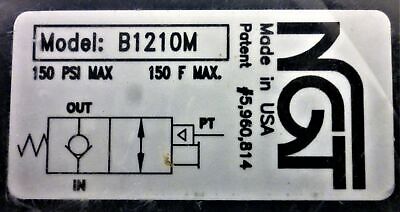 Model: B1210M
150 PSI MAX 150 F MAX.
OUT
PT
IN
Made in USA
Patent #5,960,814
NGT